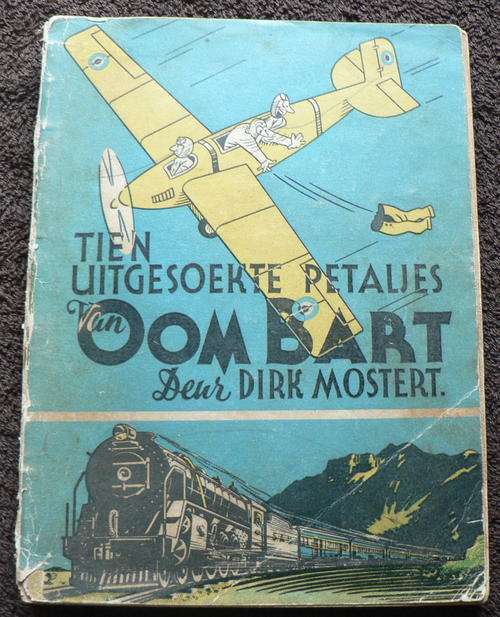 TIEN
UITGESOEKTE PETALJES
Van OOM BART
Deur DIRK MOSTERT.